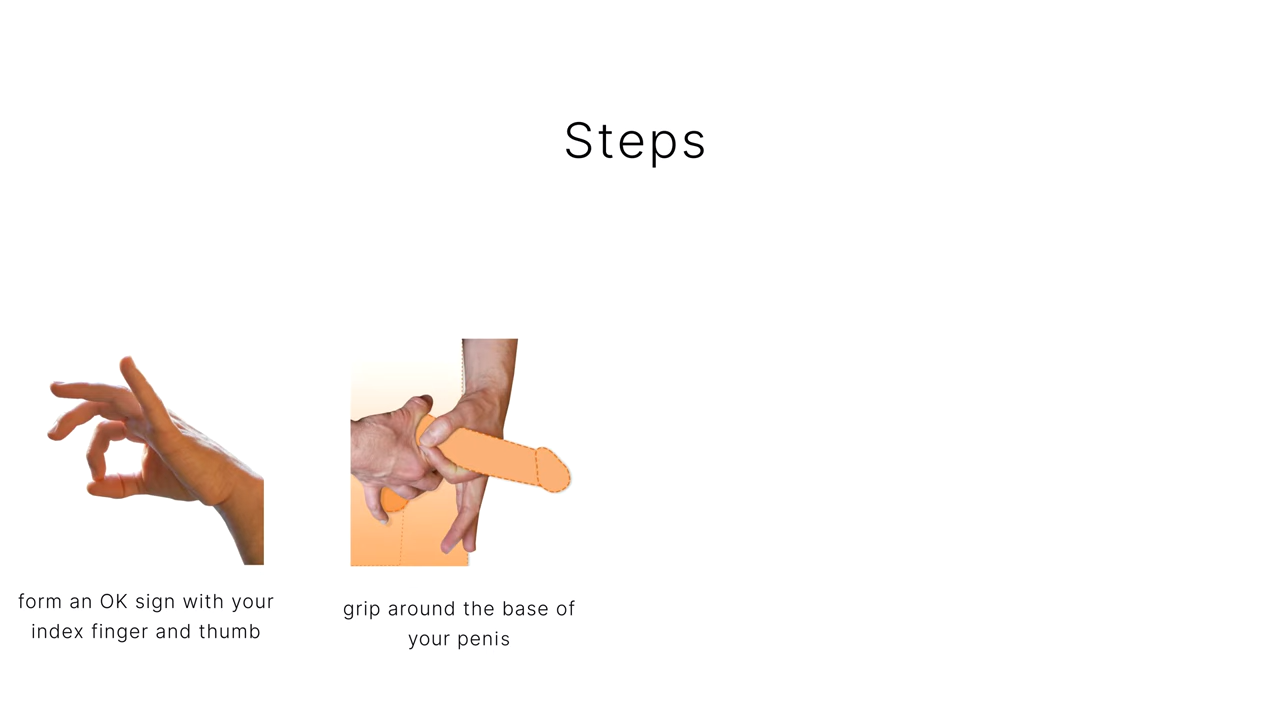 Steps
form an OK sign with your
index finger and thumb
grip around the base of
your penis